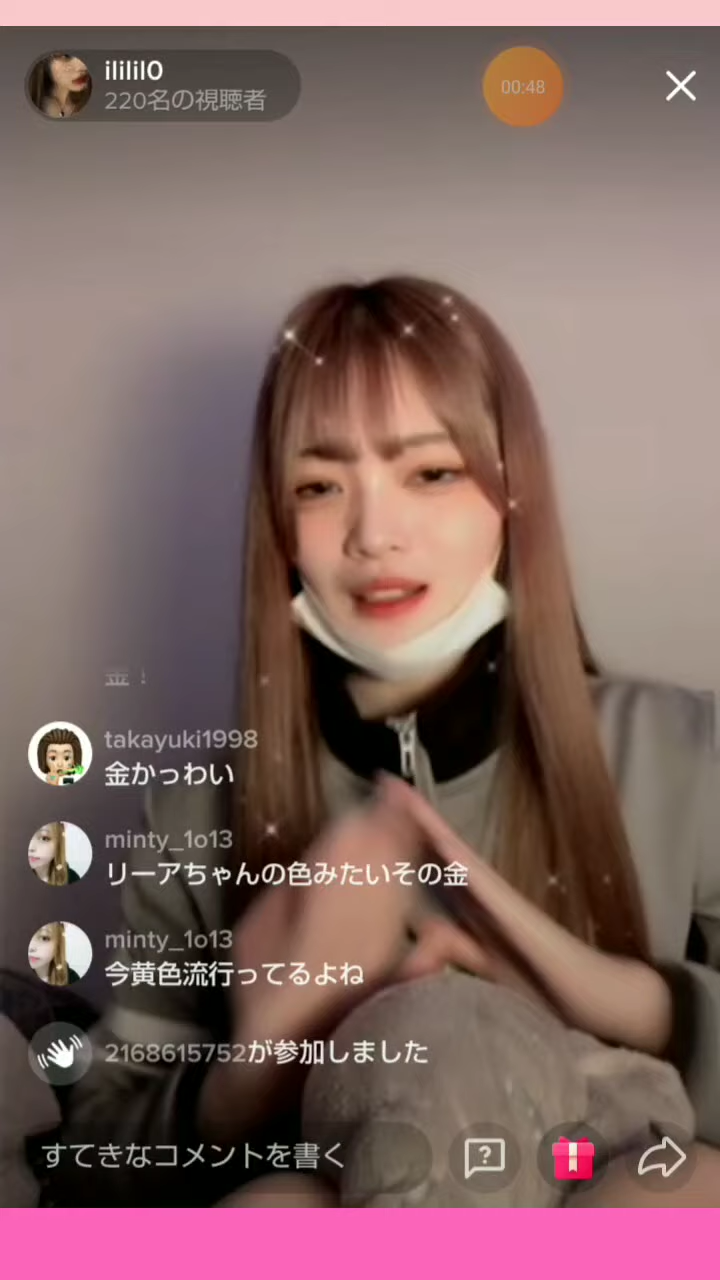 ililil0
220名の視聴者
00:48
金！
takayuki1998
金かっわい
minty_1o13
リーアちゃんの色みたいその金
minty_1o13
今黄色流行ってるよね
2168615752が参加しました
すてきなコメントを書く